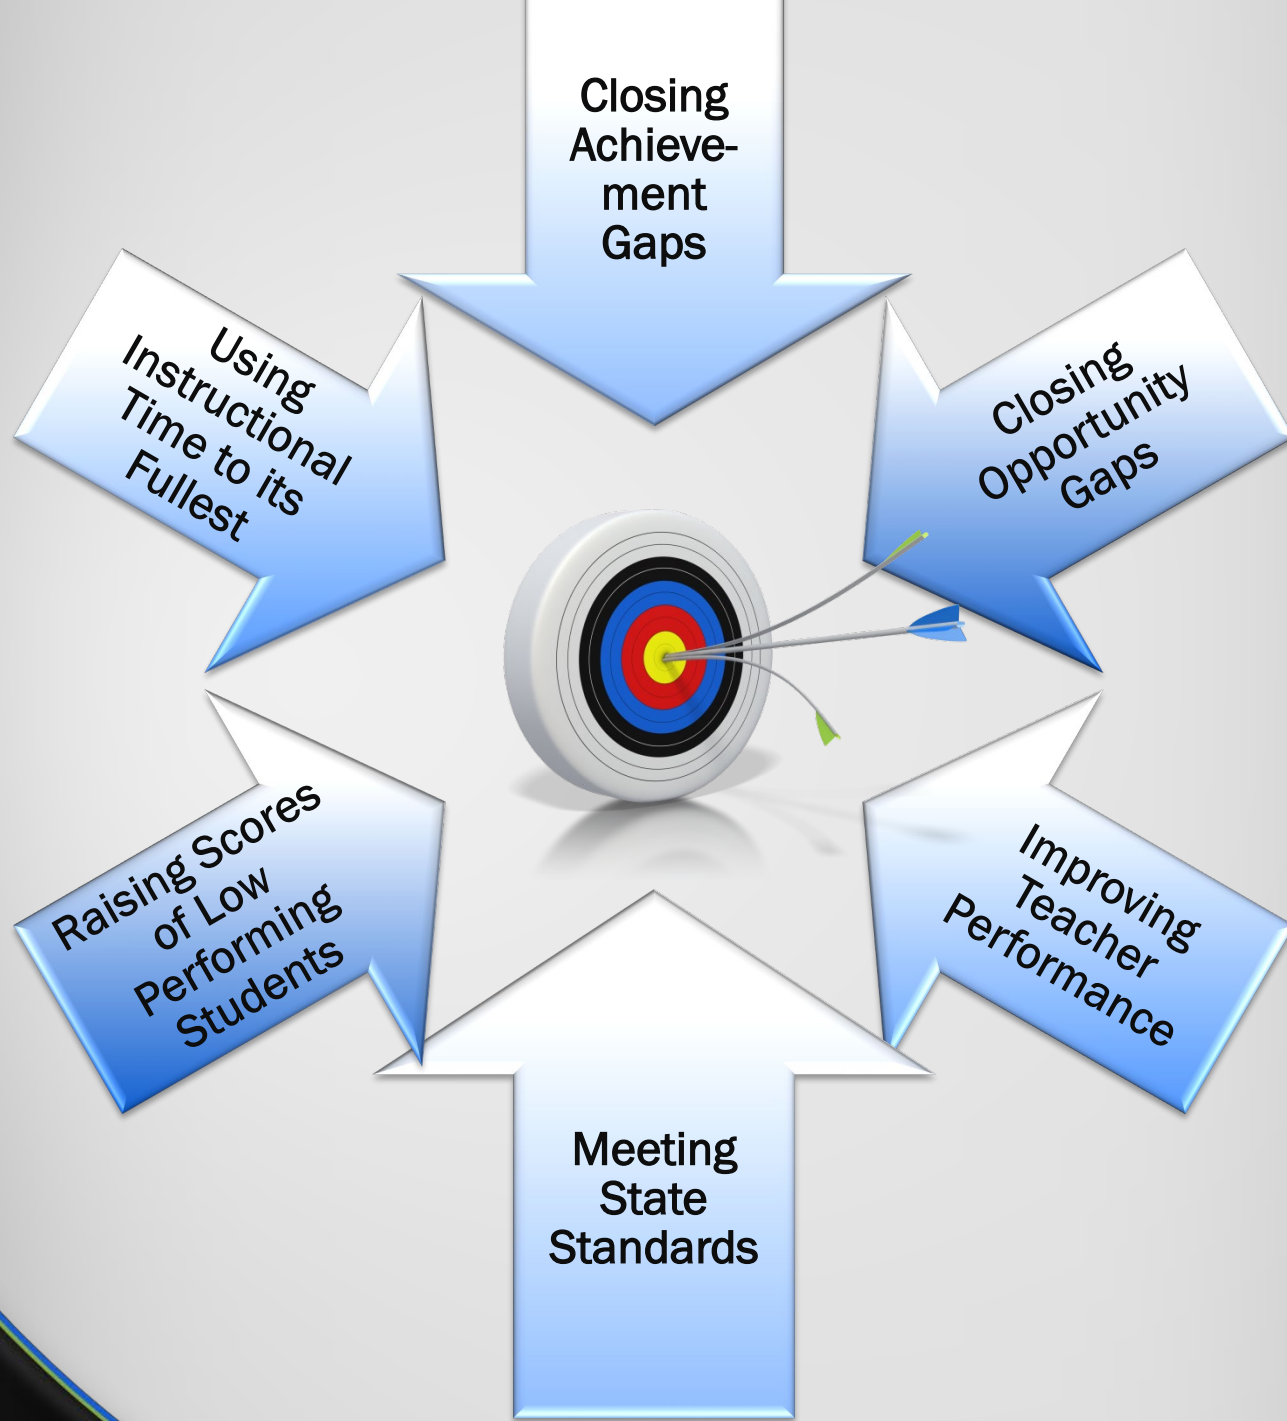 Closing
Achieve-
ment
Gaps
Closing
Opportunity
Gaps
Improving
Teacher
Performance
Meeting
State
Standards
Raising Scores
of Low
Performing
Students
Using
Instructional
Time to its
Fullest